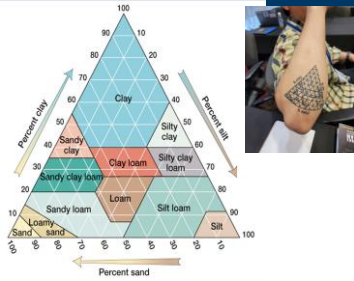 100
90 10
80 20
70 30
60 40
50 50
40 60
30 70
20 80
10 90
100
Percent clay
Percent silt
Clay
Silty
clay
Sandy
clay
Clay loam
Silty clay
loam
Sandy clay loam
Loam
Silt loam
Sandy loam
Loamy
sand
Sand
Silt
100 90 80 70 60 50 40 30 20 10
Percent sand